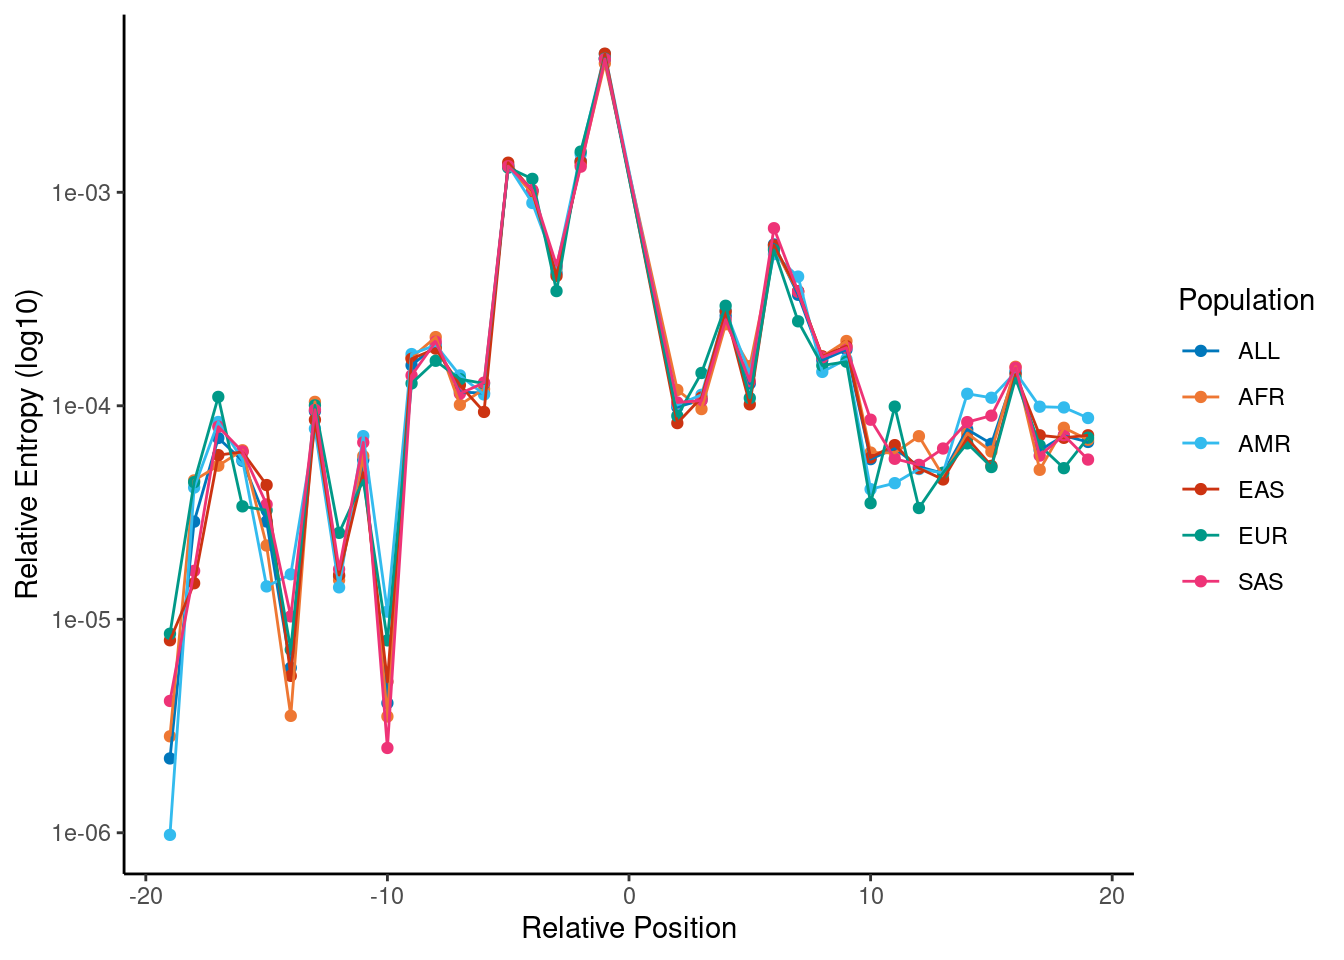 Relative Entropy (log10)
1e-03
1e-04
1e-05
1e-06
-20
-10
0
10
20
Relative Position
Population
ALL
AFR
AMR
EAS
EUR
SAS